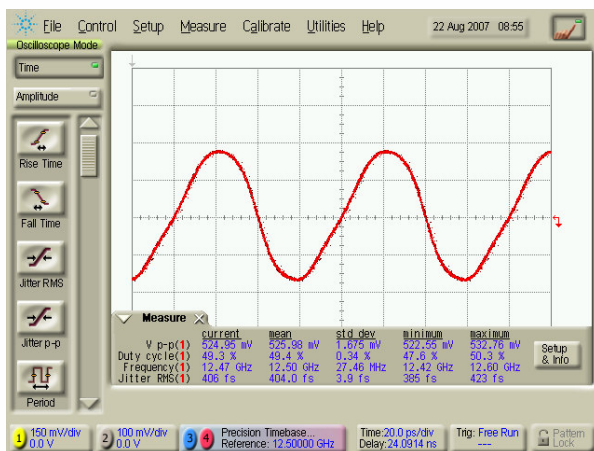 File Control Setup Measure Calibrate Utilities Help 22 Aug 2007 08:55
Oscilloscope Mode
Time
Amplitude
Rise Time
Fall Time
Jitter RMS
Jitter p-p
Period
Measure
current mean std dev minimum maximum
V p-p(1) 524.95 mV 525.98 mV 1.675 mV 522.55 mV 532.76 mV
Duty cycle(1) 49.3 % 49.4 % 0.34 % 47.6 % 50.3 %
Frequency(1) 12.47 GHz 12.50 GHz 27.46 MHz 12.42 GHz 12.60 GHz
Jitter RMS(1) 406 fs 404.0 fs 3.9 fs 385 fs 423 fs
Setup
& Info
1 150 mV/div
0.0 V
2 100 mV/div
0.0 V
3 4 Precision Timebase...
Reference: 12.50000 GHz
Time:20.0 ps/div
Delay:24.0914 ns
Trig: Free Run
---
Pattern
Lock